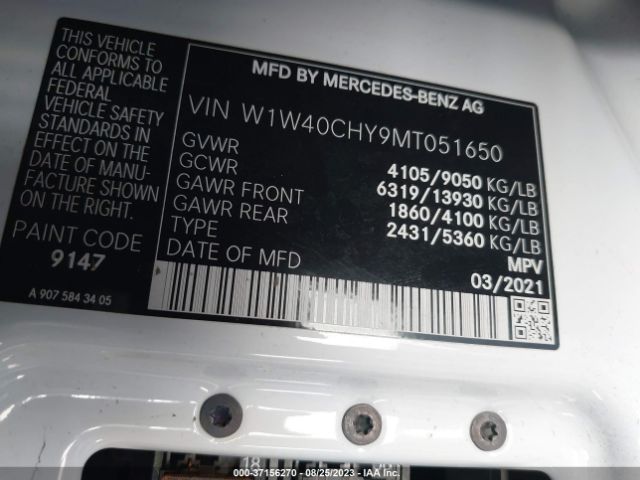 THIS VEHICLE
CONFORMS TO
ALL APPLICABLE
FEDERAL
VEHICLE SAFETY
STANDARDS IN
EFFECT ON THE
DATE OF MANU-
FACTURE SHOWN
ON THE RIGHT.
PAINT CODE
9147
A 907 584 34 05
MFD BY MERCEDES-BENZ AG
VIN W1W40CHY9MT051650
GVWR 4105/9050 KG/LB
GCWR 6319/13930 KG/LB
GAWR FRONT 1860/4100 KG/LB
GAWR REAR 2431/5360 KG/LB
TYPE MPV
DATE OF MFD 03/2021
18
000-37156270 - 08/25/2023 - IAAI.COM